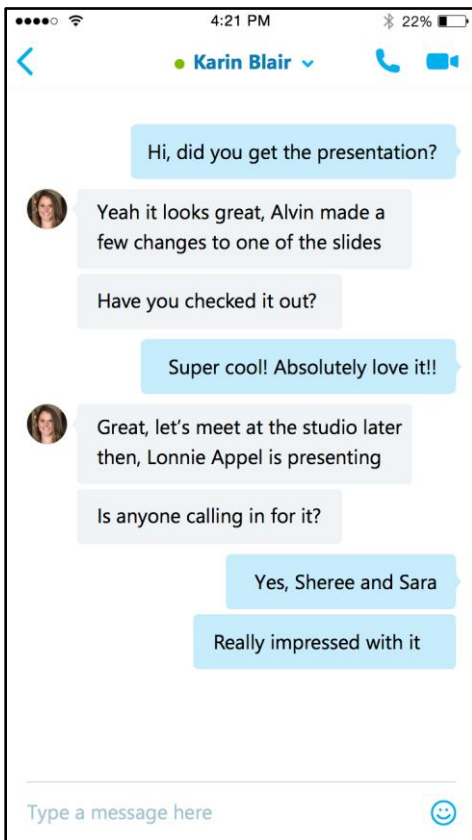 4:21 PM
22%
Karin Blair
Hi, did you get the presentation?
Yeah it looks great, Alvin made a
few changes to one of the slides
Have you checked it out?
Super cool! Absolutely love it!!
Great, let’s meet at the studio later
then, Lonnie Appel is presenting
Is anyone calling in for it?
Yes, Sheree and Sara
Really impressed with it
Type a message here